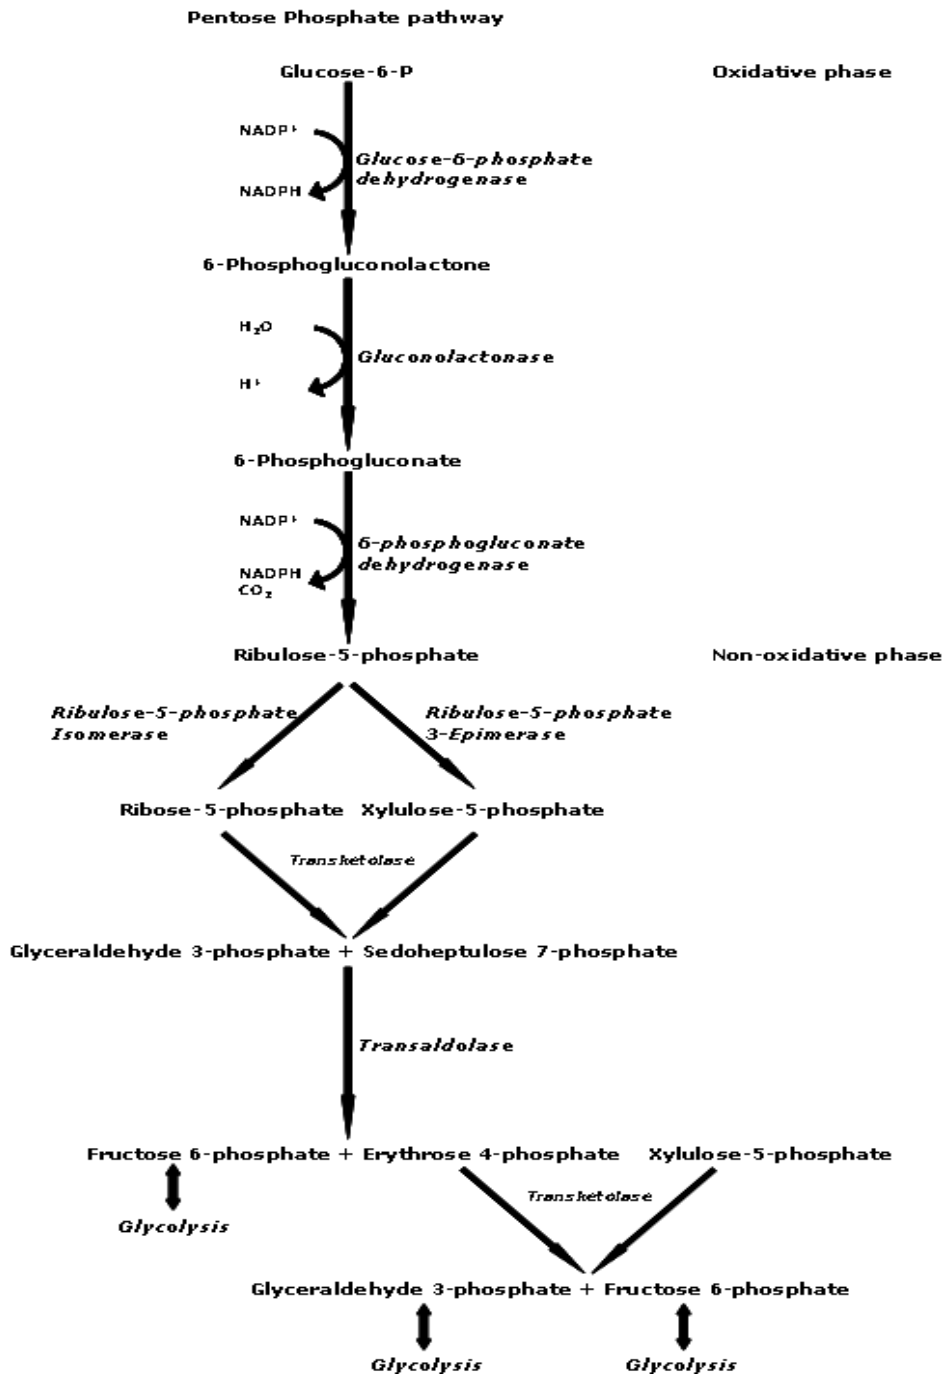 Pentose Phosphate pathway
Glucose-6-P
Oxidative phase
NADP+
Glucose-6-phosphate
dehydrogenase
NADPH
6-Phosphogluconolactone
H₂O
Gluconolactonase
H+
6-Phosphogluconate
NADP+
6-phosphogluconate
dehydrogenase
NADPH
CO₂
Ribulose-5-phosphate
Non-oxidative phase
Ribulose-5-phosphate
Isomerase
Ribulose-5-phosphate
3-Epimerase
Ribose-5-phosphate
Xylulose-5-phosphate
Transketolase
Glyceraldehyde 3-phosphate + Sedoheptulose 7-phosphate
Transaldolase
Fructose 6-phosphate + Erythrose 4-phosphate
Xylulose-5-phosphate
Transketolase
Glycolysis
Glyceraldehyde 3-phosphate + Fructose 6-phosphate
Glycolysis
Glycolysis